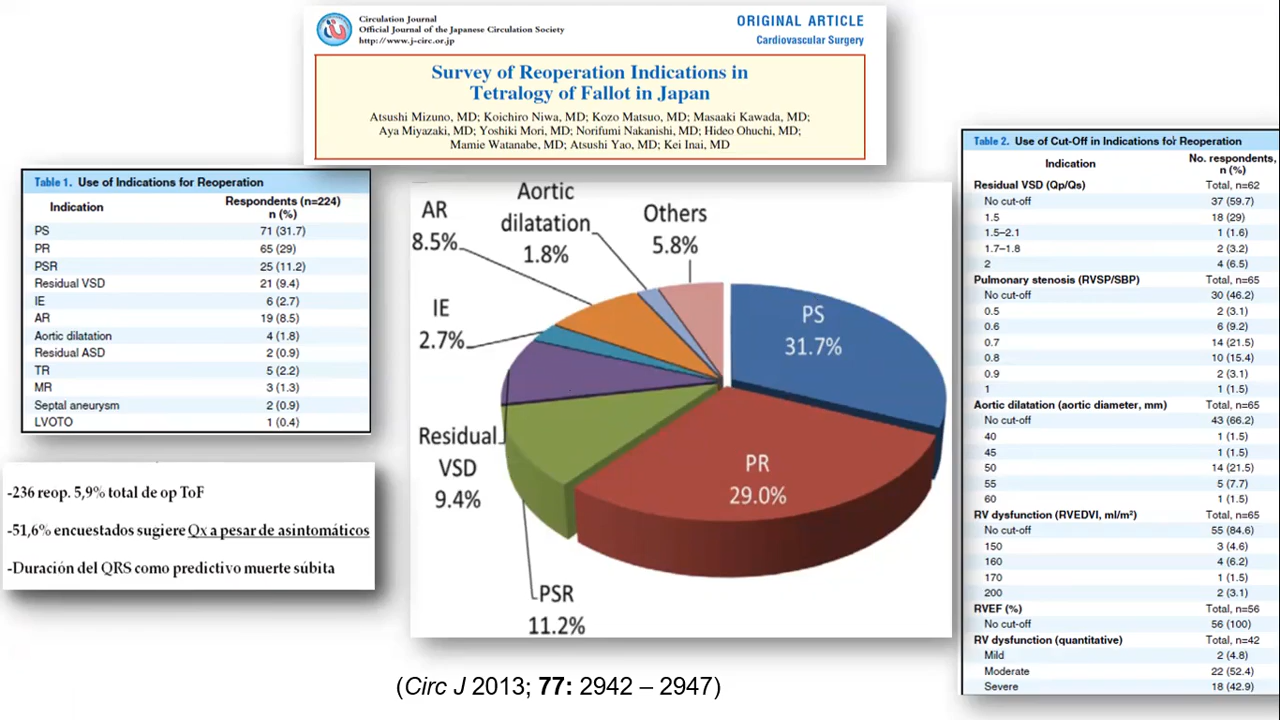 Circulation Journal
Official Journal of the Japanese Circulation Society
http://www.j-circ.or.jp
ORIGINAL ARTICLE
Cardiovascular Surgery
Survey of Reoperation Indications in
Tetralogy of Fallot in Japan
Atsushi Mizuno, MD; Koichiro Niwa, MD; Kozo Matsuo, MD; Masaaki Kawada, MD;
Aya Miyazaki, MD; Yoshiki Mori, MD; Norifumi Nakanishi, MD; Hideo Ohuchi, MD;
Mamie Watanabe, MD; Atsushi Yao, MD; Kei Inai, MD
Table 1. Use of Indications for Reoperation
Indication Respondents (n=224)
n (%)
PS 71 (31.7)
PR 65 (29)
PSR 25 (11.2)
Residual VSD 21 (9.4)
IE 6 (2.7)
AR 19 (8.5)
Aortic dilatation 4 (1.8)
Residual ASD 2 (0.9)
TR 5 (2.2)
MR 3 (1.3)
Septal aneurysm 2 (0.9)
LVOTO 1 (0.4)
-236 reop. 5,9% total de op ToF
-51,6% encuestados sugiere Qx a pesar de asintomáticos
-Duración del QRS como predictivo muerte súbita
AR
8.5%
Aortic
dilatation
1.8%
Others
5.8%
IE
2.7%
PS
31.7%
Residual
VSD
9.4%
PR
29.0%
PSR
11.2%
Table 2. Use of Cut-Off in Indications for Reoperation
Indication No. respondents,
n (%)
Residual VSD (Qp/Qs) Total, n=62
No cut-off 37 (59.7)
1.5 18 (29)
1.5–2.1 1 (1.6)
1.7–1.8 2 (3.2)
2 4 (6.5)
Pulmonary stenosis (RVSP/SBP) Total, n=65
No cut-off 30 (46.2)
0.5 2 (3.1)
0.6 6 (9.2)
0.7 14 (21.5)
0.8 10 (15.4)
0.9 2 (3.1)
1 1 (1.5)
Aortic dilatation (aortic diameter, mm) Total, n=65
No cut-off 43 (66.2)
40 1 (1.5)
45 1 (1.5)
50 14 (21.5)
55 5 (7.7)
60 1 (1.5)
RV dysfunction (RVEDVI, ml/m²) Total, n=65
No cut-off 55 (84.6)
150 3 (4.6)
160 4 (6.2)
170 1 (1.5)
200 2 (3.1)
RVEF (%) Total, n=56
No cut-off 56 (100)
RV dysfunction (quantitative) Total, n=42
Mild 2 (4.8)
Moderate 22 (52.4)
Severe 18 (42.9)
(Circ J 2013; 77: 2942 – 2947)